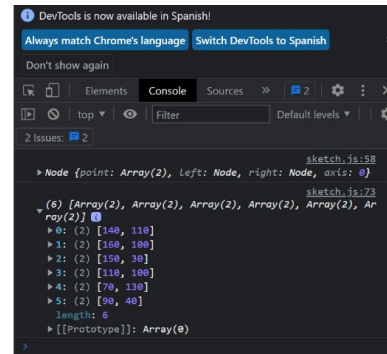 DevTools is now available in Spanish!
Always match Chrome's language Switch DevTools to Spanish
Don't show again
Elements Console Sources » 2
top ▼ Filter Default levels ▼
2 Issues: 2
sketch.js:58
▶ Node {point: Array(2), left: Node, right: Node, axis: 0}
sketch.js:73
▼ (6) [Array(2), Array(2), Array(2), Array(2), Array(2), Ar
ray(2)] i
▶ 0: (2) [140, 110]
▶ 1: (2) [160, 100]
▶ 2: (2) [150, 30]
▶ 3: (2) [110, 100]
▶ 4: (2) [70, 130]
▶ 5: (2) [90, 40]
length: 6
▶ [[Prototype]]: Array(0)
>